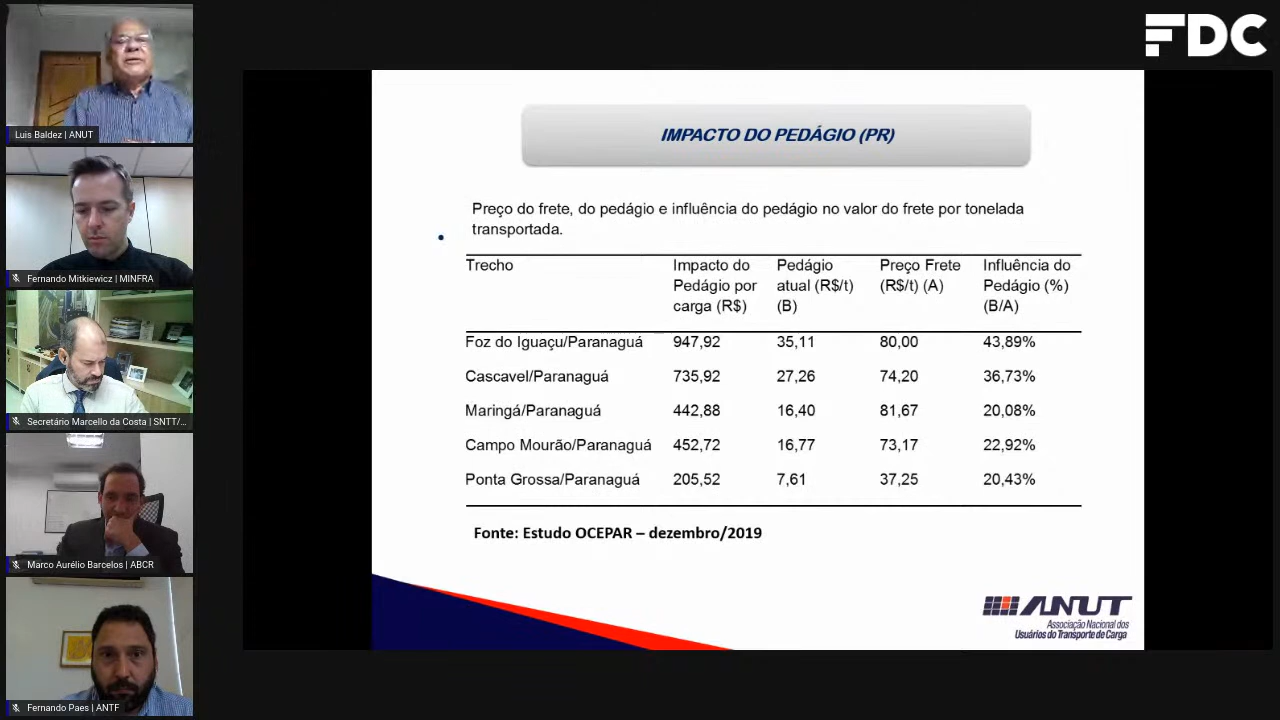 FDC
Luis Baldez | ANUT
Fernando Mitkiewicz | MINFRA
Secretário Marcello da Costa | SNTT/...
Marco Aurélio Barcelos | ABCR
Fernando Paes | ANTF
IMPACTO DO PEDÁGIO (PR)
Preço do frete, do pedágio e influência do pedágio no valor do frete por tonelada
transportada.
Trecho Impacto do Pedágio por carga (R$) Pedágio atual (R$/t) (B) Preço Frete (R$/t) (A) Influência do Pedágio (%) (B/A)
Foz do Iguaçu/Paranaguá 947,92 35,11 80,00 43,89%
Cascavel/Paranaguá 735,92 27,26 74,20 36,73%
Maringá/Paranaguá 442,88 16,40 81,67 20,08%
Campo Mourão/Paranaguá 452,72 16,77 73,17 22,92%
Ponta Grossa/Paranaguá 205,52 7,61 37,25 20,43%
Fonte: Estudo OCEPAR – dezembro/2019
ANUT
Associação Nacional dos
Usuários do Transporte de Carga